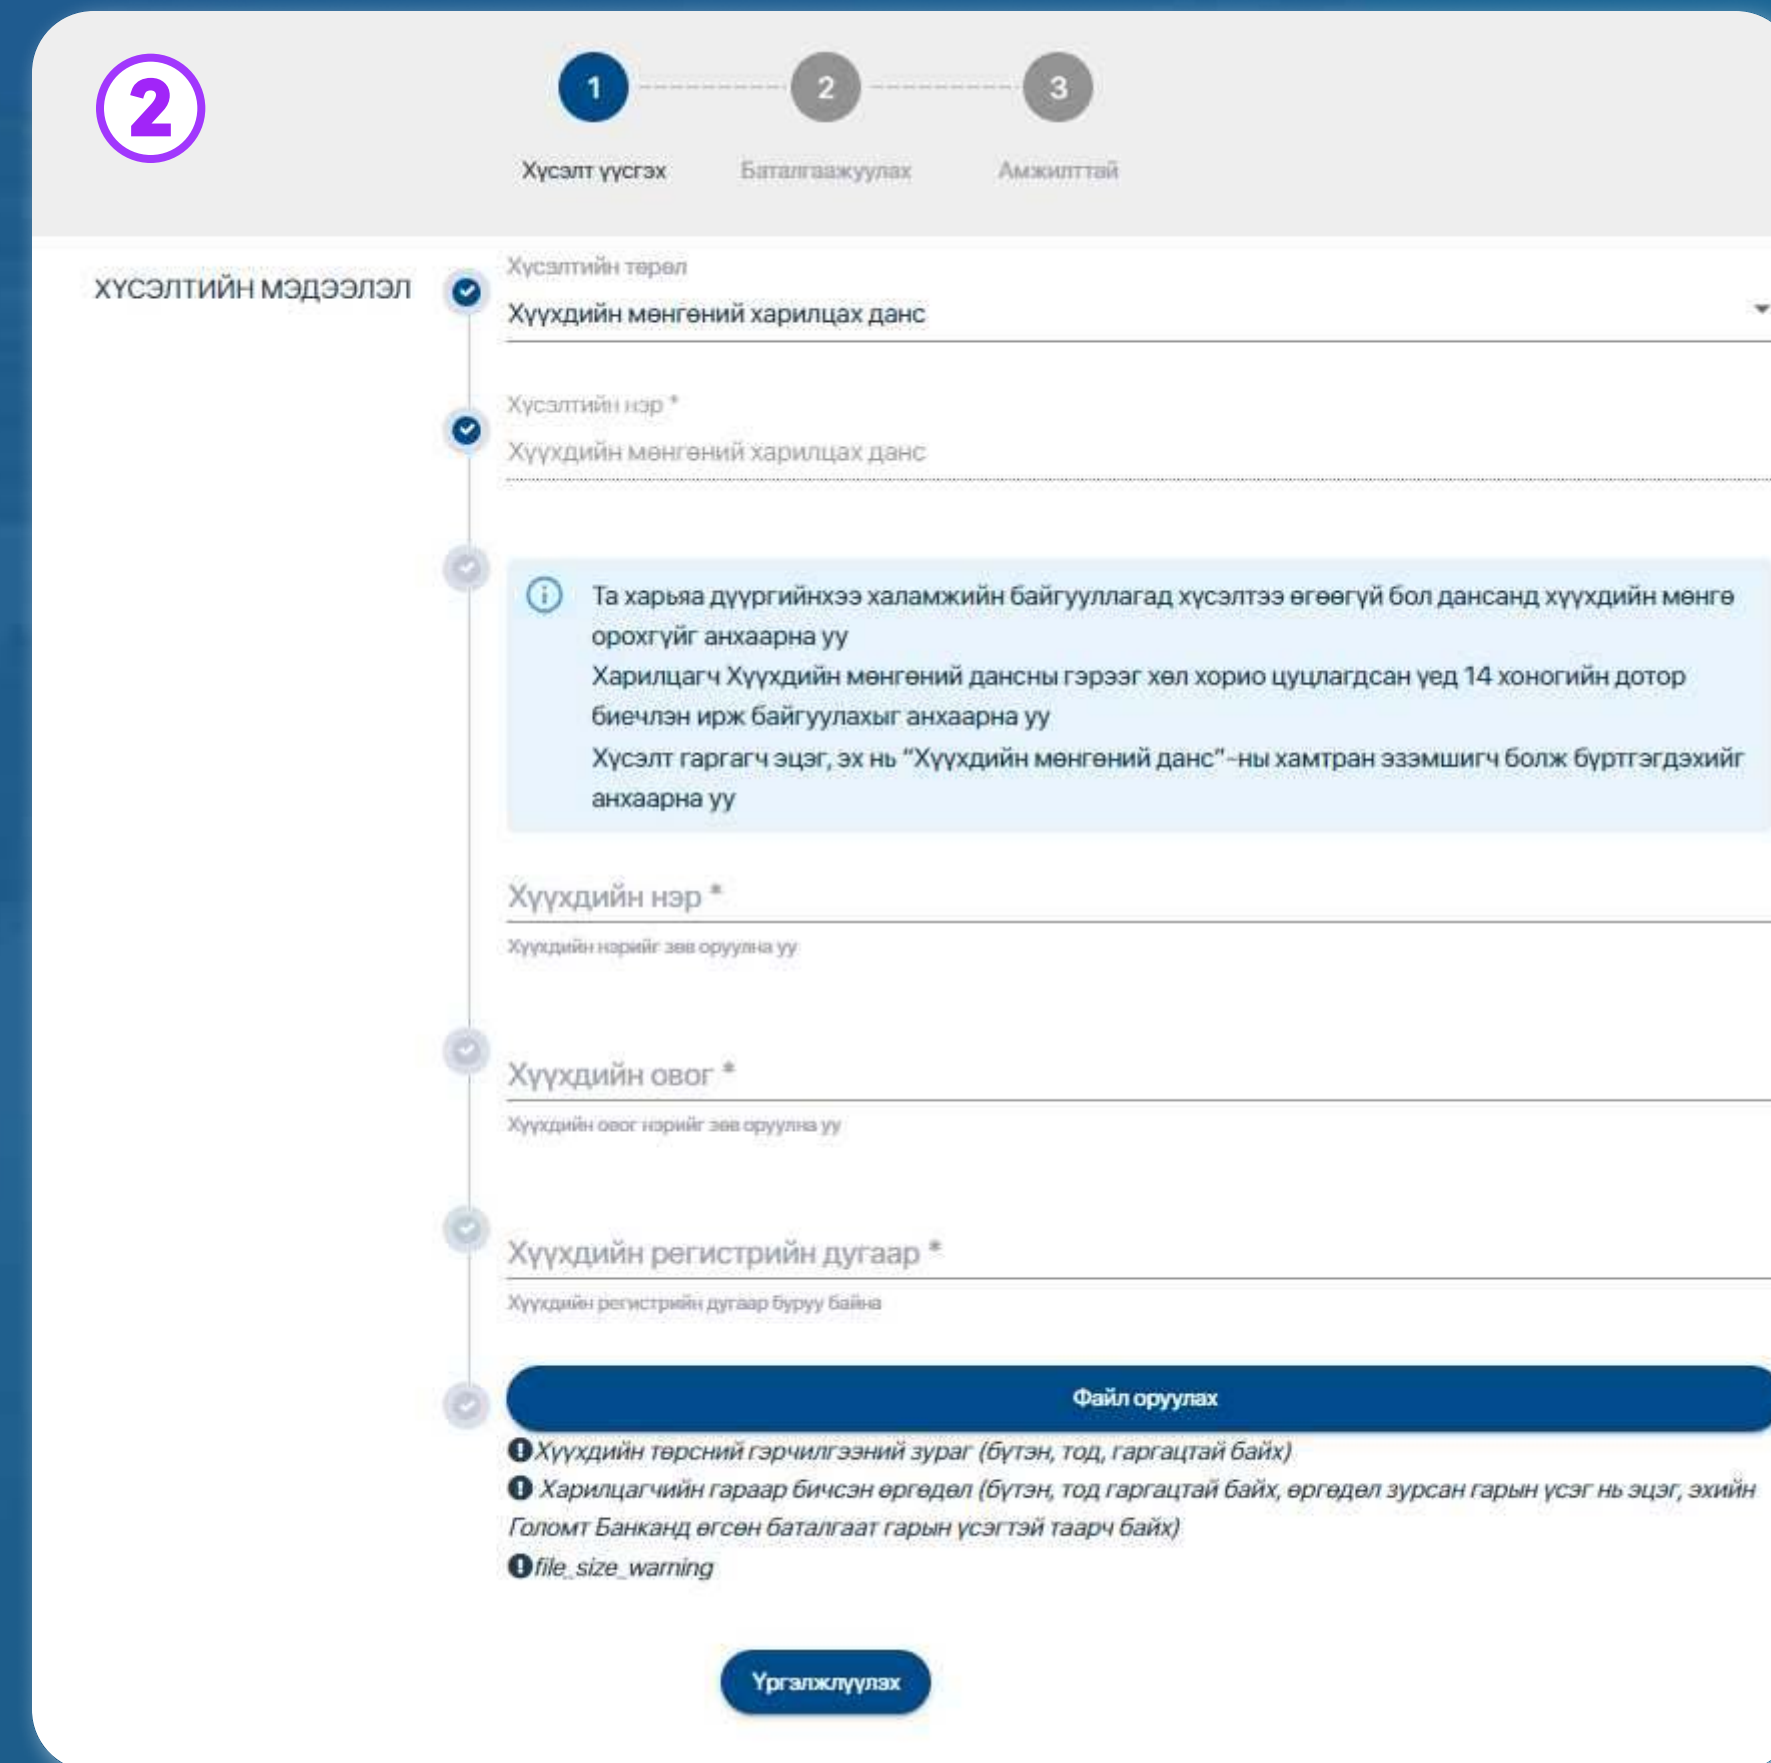 2
1
2
3
Хүсэлт үүсгэх
Баталгаажуулах
Амжилттай
ХҮСЭЛТИЙН МЭДЭЭЛЭЛ
Хүсэлтийн төрөл
Хүүхдийн мөнгөний харилцах данс
Хүсэлтийн нэр *
Хүүхдийн мөнгөний харилцах данс
Та харьяа дүүргийнхээ халамжийн байгууллагад хүсэлтээ өгөөгүй бол дансанд хүүхдийн мөнгө
орохгүйг анхаарна уу
Харилцагч Хүүхдийн мөнгөний дансны гэрээг хөл хорио цуцлагдсан үед 14 хоногийн дотор
биечлэн ирж байгуулахыг анхаарна уу
Хүсэлт гаргагч эцэг, эх нь “Хүүхдийн мөнгөний данс”-ны хамтран эзэмшигч болж бүртгэгдэхийг
анхаарна уу
Хүүхдийн нэр *
Хүүхдийн нэрийг зөв оруулна уу
Хүүхдийн овог *
Хүүхдийн овог нэрийг зөв оруулна уу
Хүүхдийн регистрийн дугаар *
Хүүхдийн регистрийн дугаар буруу байна
Файл оруулах
Хүүхдийн төрсний гэрчилгээний зураг (бүтэн, тод, гаргацтай байх)
Харилцагчийн гараар бичсэн өргөдөл (бүтэн, тод гаргацтай байх, өргөдөл зурсан гарын үсэг нь эцэг, эхийн
Голомт Банканд өгсөн баталгаат гарын үсэгтэй таарч байх)
file_size_warning
Үргэлжлүүлэх